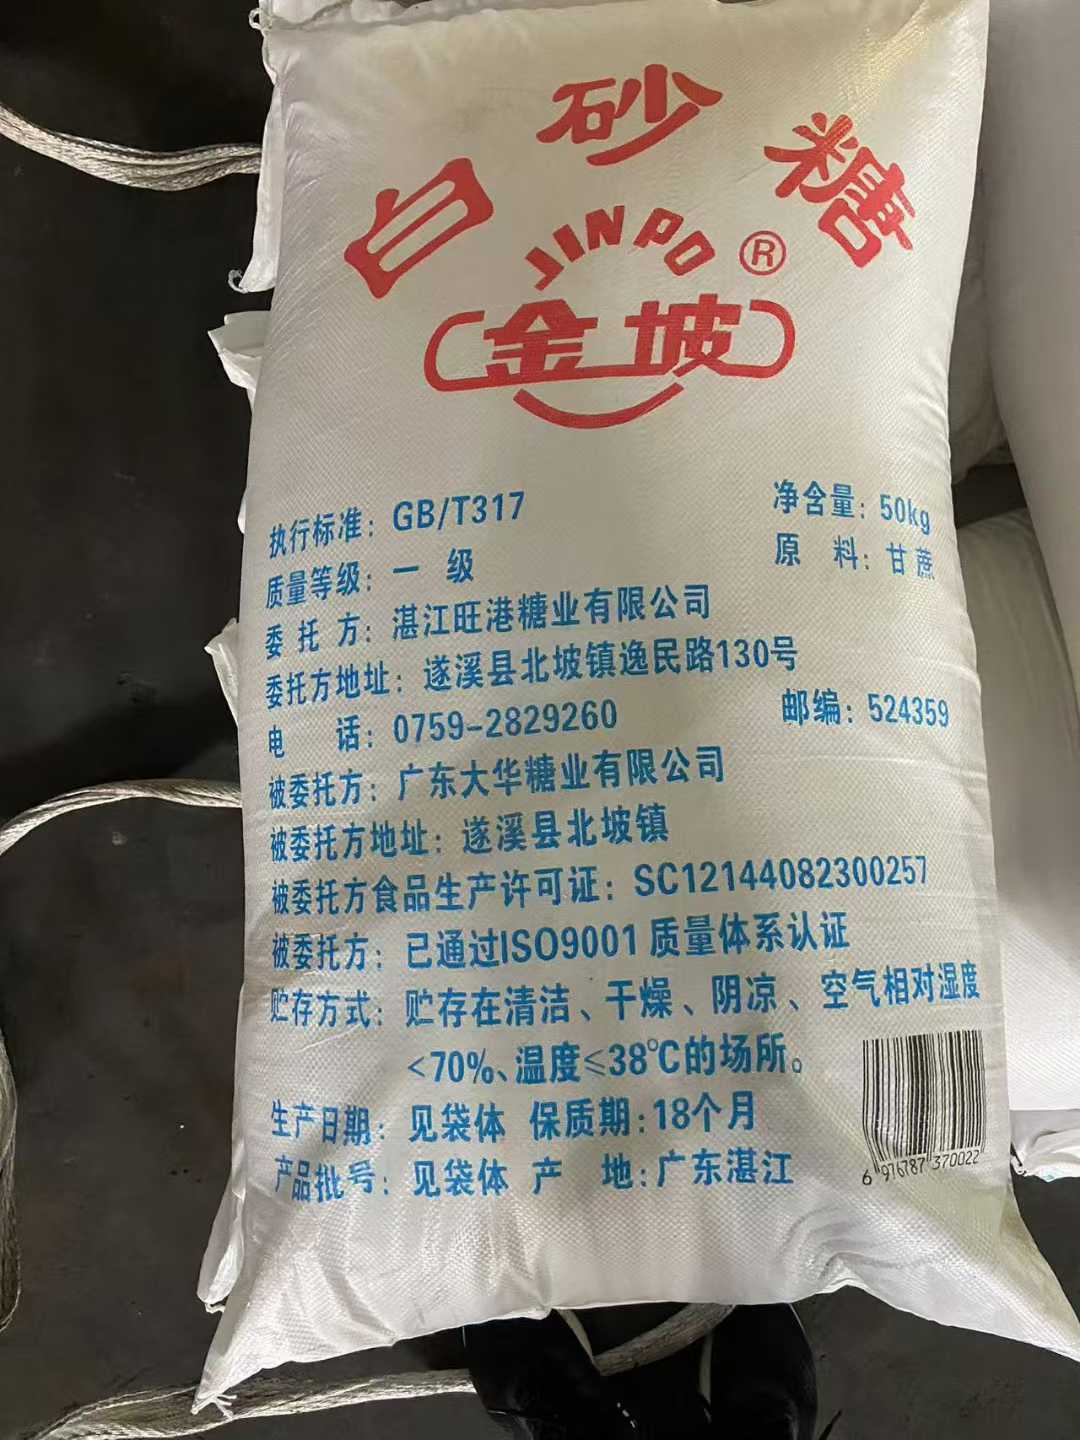 白砂糖
JINPO ®
金坡
执行标准：GB/T317 净含量：50kg
质量等级：一 级 原 料：甘蔗
委 托 方：湛江旺港糖业有限公司
委托方地址：遂溪县北坡镇逸民路130号
电 话：0759-2829260 邮编：524359
被委托方：广东大华糖业有限公司
被委托方地址：遂溪县北坡镇
被委托方食品生产许可证：SC12144082300257
被委托方：已通过ISO9001质量体系认证
贮存方式：贮存在清洁、干燥、阴凉、空气相对湿度
<70%、温度≤38℃的场所。
生产日期：见袋体 保质期：18个月
产品批号：见袋体 产 地：广东湛江
6 976787 370022